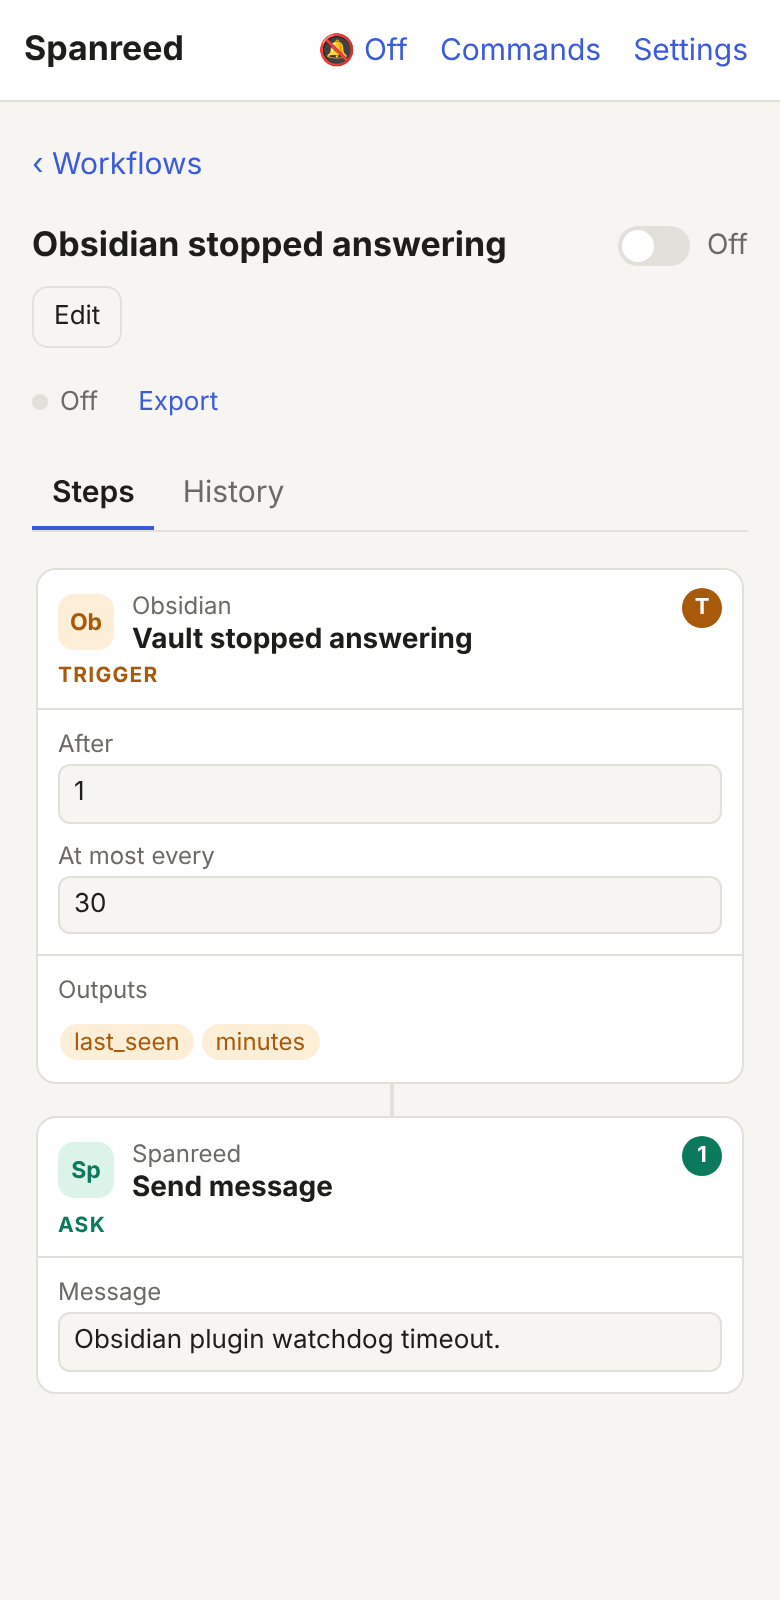 Spanreed
Off
Commands
Settings
‹ Workflows
Obsidian stopped answering
Off
Edit
Off
Export
Steps
History
Ob
Obsidian
Vault stopped answering
T
TRIGGER
After
1
At most every
30
Outputs
last_seen
minutes
Sp
Spanreed
Send message
1
ASK
Message
Obsidian plugin watchdog timeout.